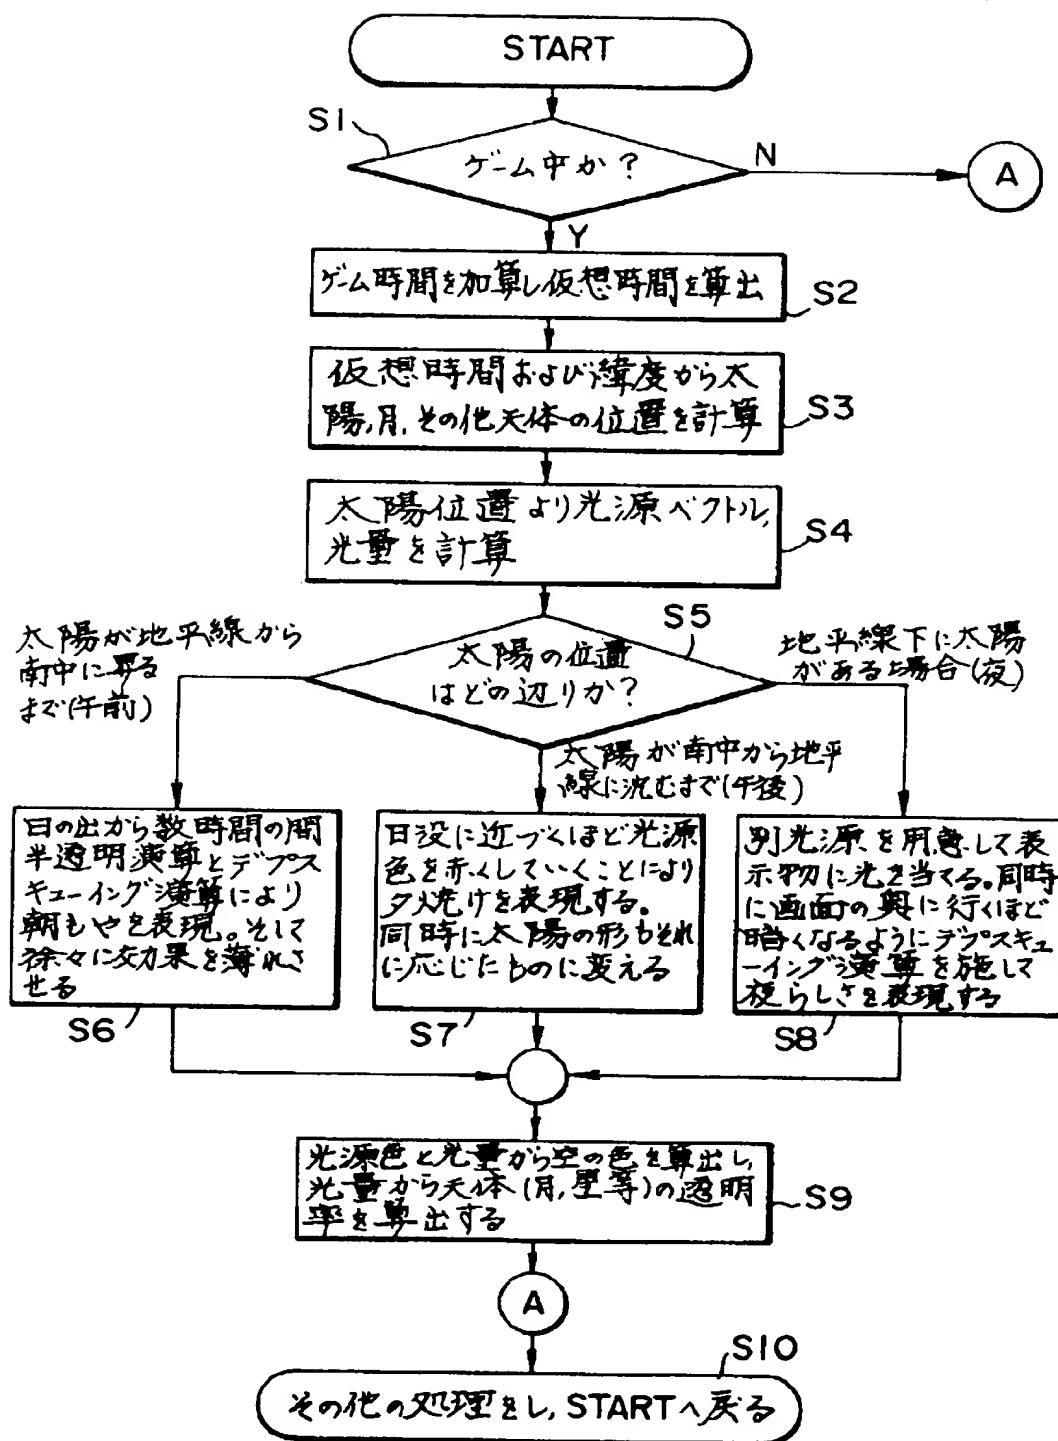 START
S1
ゲーム中か?
N
A
Y
ゲーム時間を加算し仮想時間を算出
S2
仮想時間および緯度から太
陽,月,その他天体の位置を計算
S3
太陽位置より光源ベクトル,
光量を計算
S4
S5
太陽の位置
はどの辺りか?
太陽が地平線から
南中に昇る
まで(午前)
地平線下に太陽
がある場合(夜)
太陽が南中から地平
線に沈むまで(午後)
日の出から数時間の間
半透明演算とデプス
キューイング演算により
朝もやを表現。そして
徐々に効果を薄れさ
せる
S6
日没に近づくほど光源
色を赤くしていくことにより
夕焼けを表現する。
同時に太陽の形もそれ
に応じたものに変える
S7
別光源を用意して表
示物に光を当てる。同時
に画面の奥に行くほど
暗くなるようにデプスキュ
ーイング演算を施して
夜らしさを表現する
S8
光源色と光量から空の色を算出し,
光量から天体(月,星等)の透明
率を算出する
S9
A
S10
その他の処理をし,STARTへ戻る